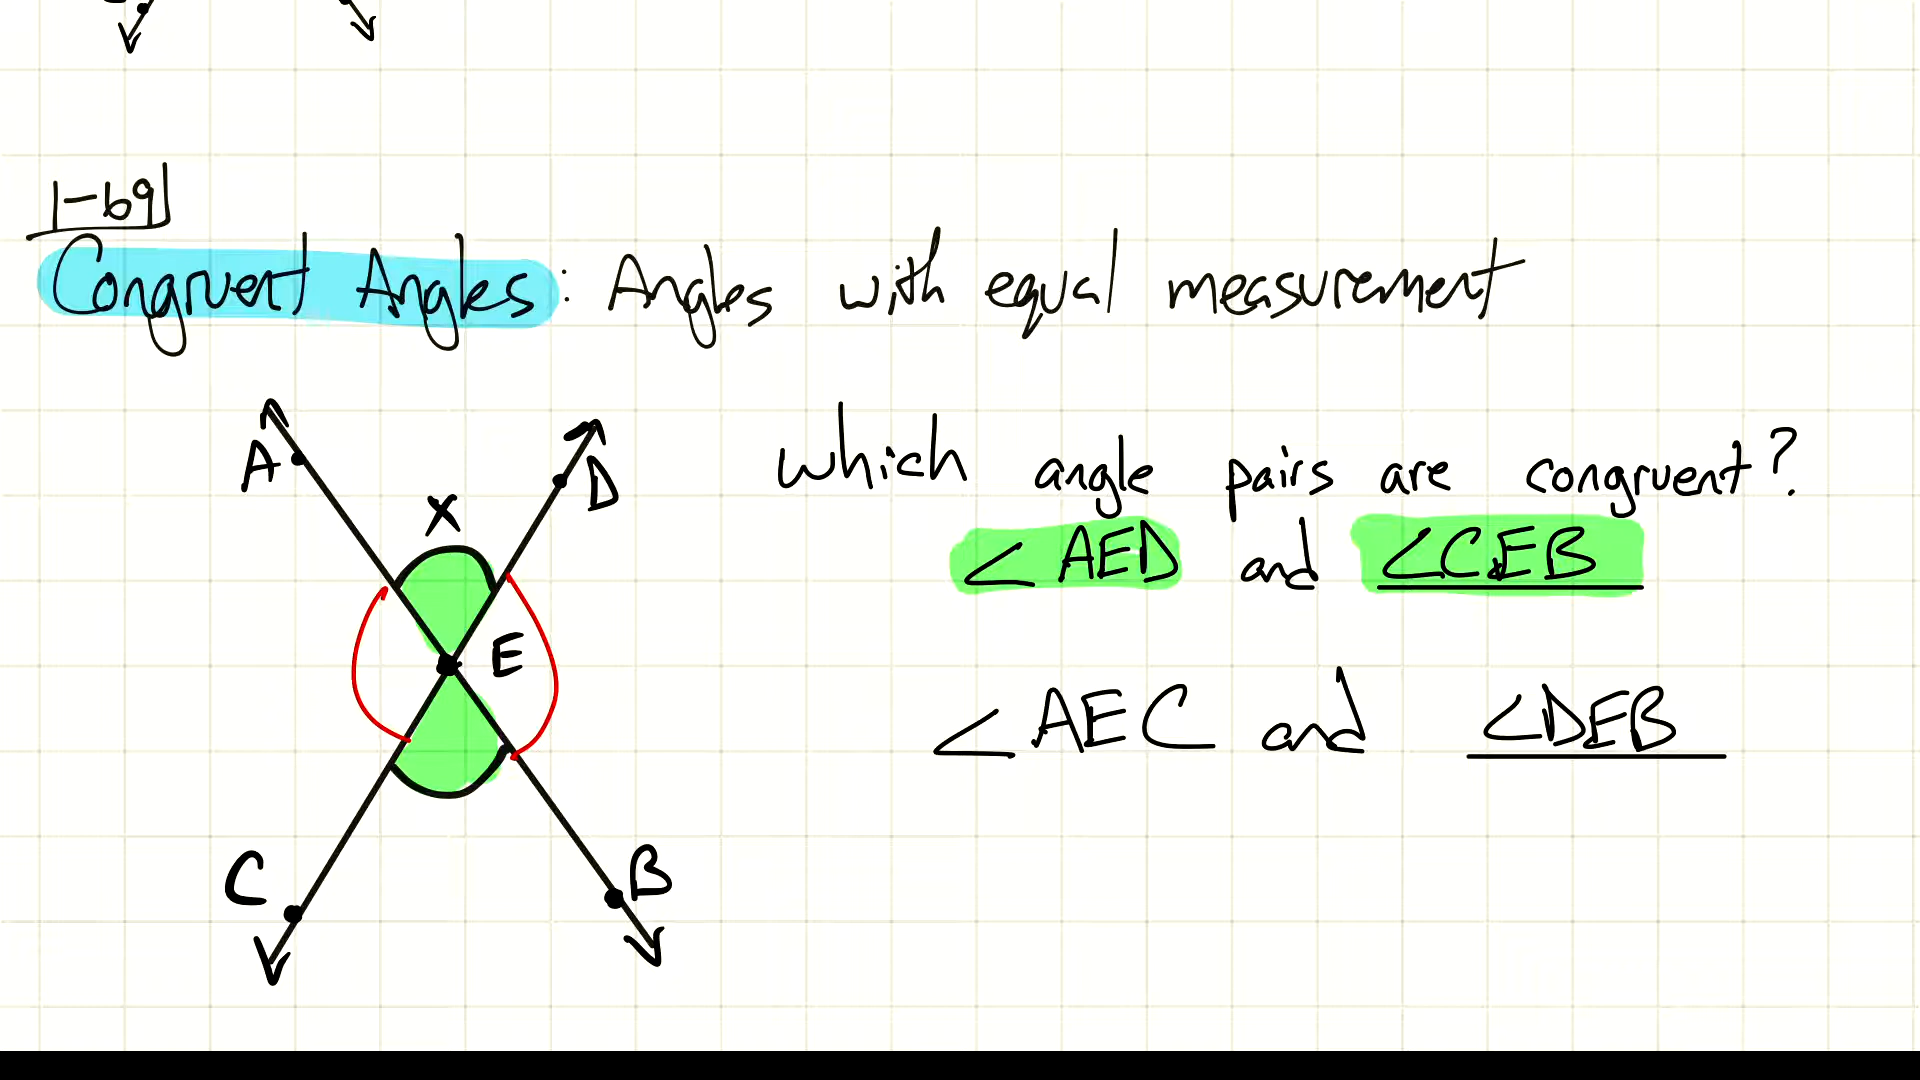 1-69
Congruent Angles: Angles with equal measurement
A
D
X
which angle pairs are congruent?
∠AED and ∠CEB
E
∠AEC and ∠DEB
C
B